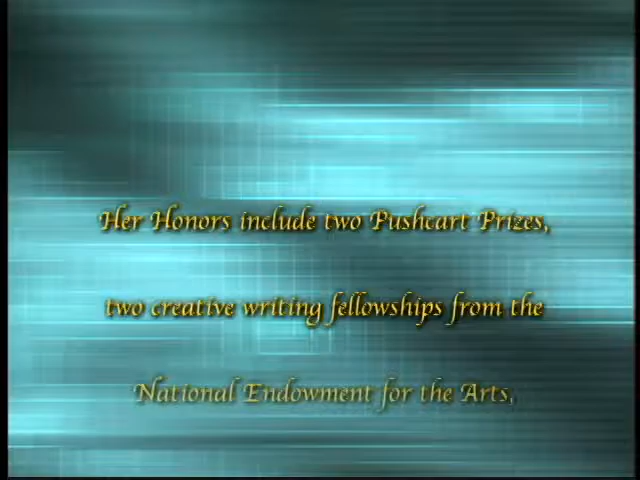 Her Honors include two Pushcart Prizes,
two creative writing fellowships from the
National Endowment for the Arts,